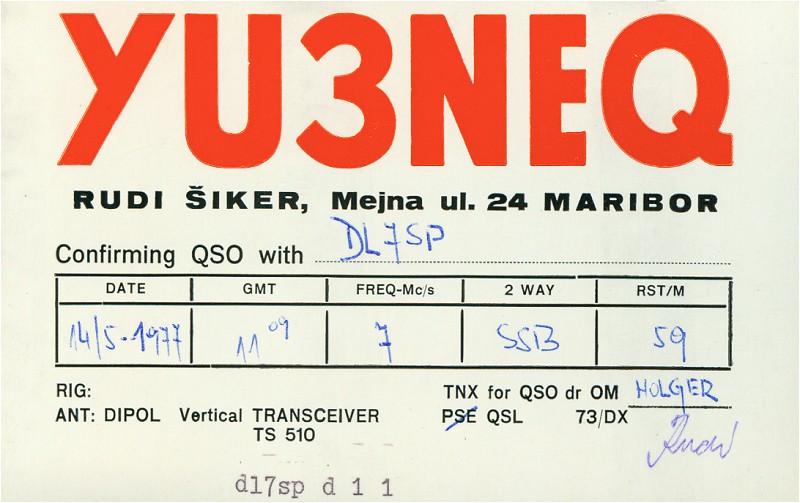 YU3NEQ
RUDI ŠIKER, Mejna ul. 24 MARIBOR
Confirming QSO with DL7SP
DATE GMT FREQ-Mc/s 2 WAY RST/M
14/5-1977 11 09 7 SSB 59
RIG: TNX for QSO dr OM HOLGER
ANT: DIPOL Vertical TRANSCEIVER PSE QSL 73/DX
TS 510 Rudi
dl7sp d 1 1